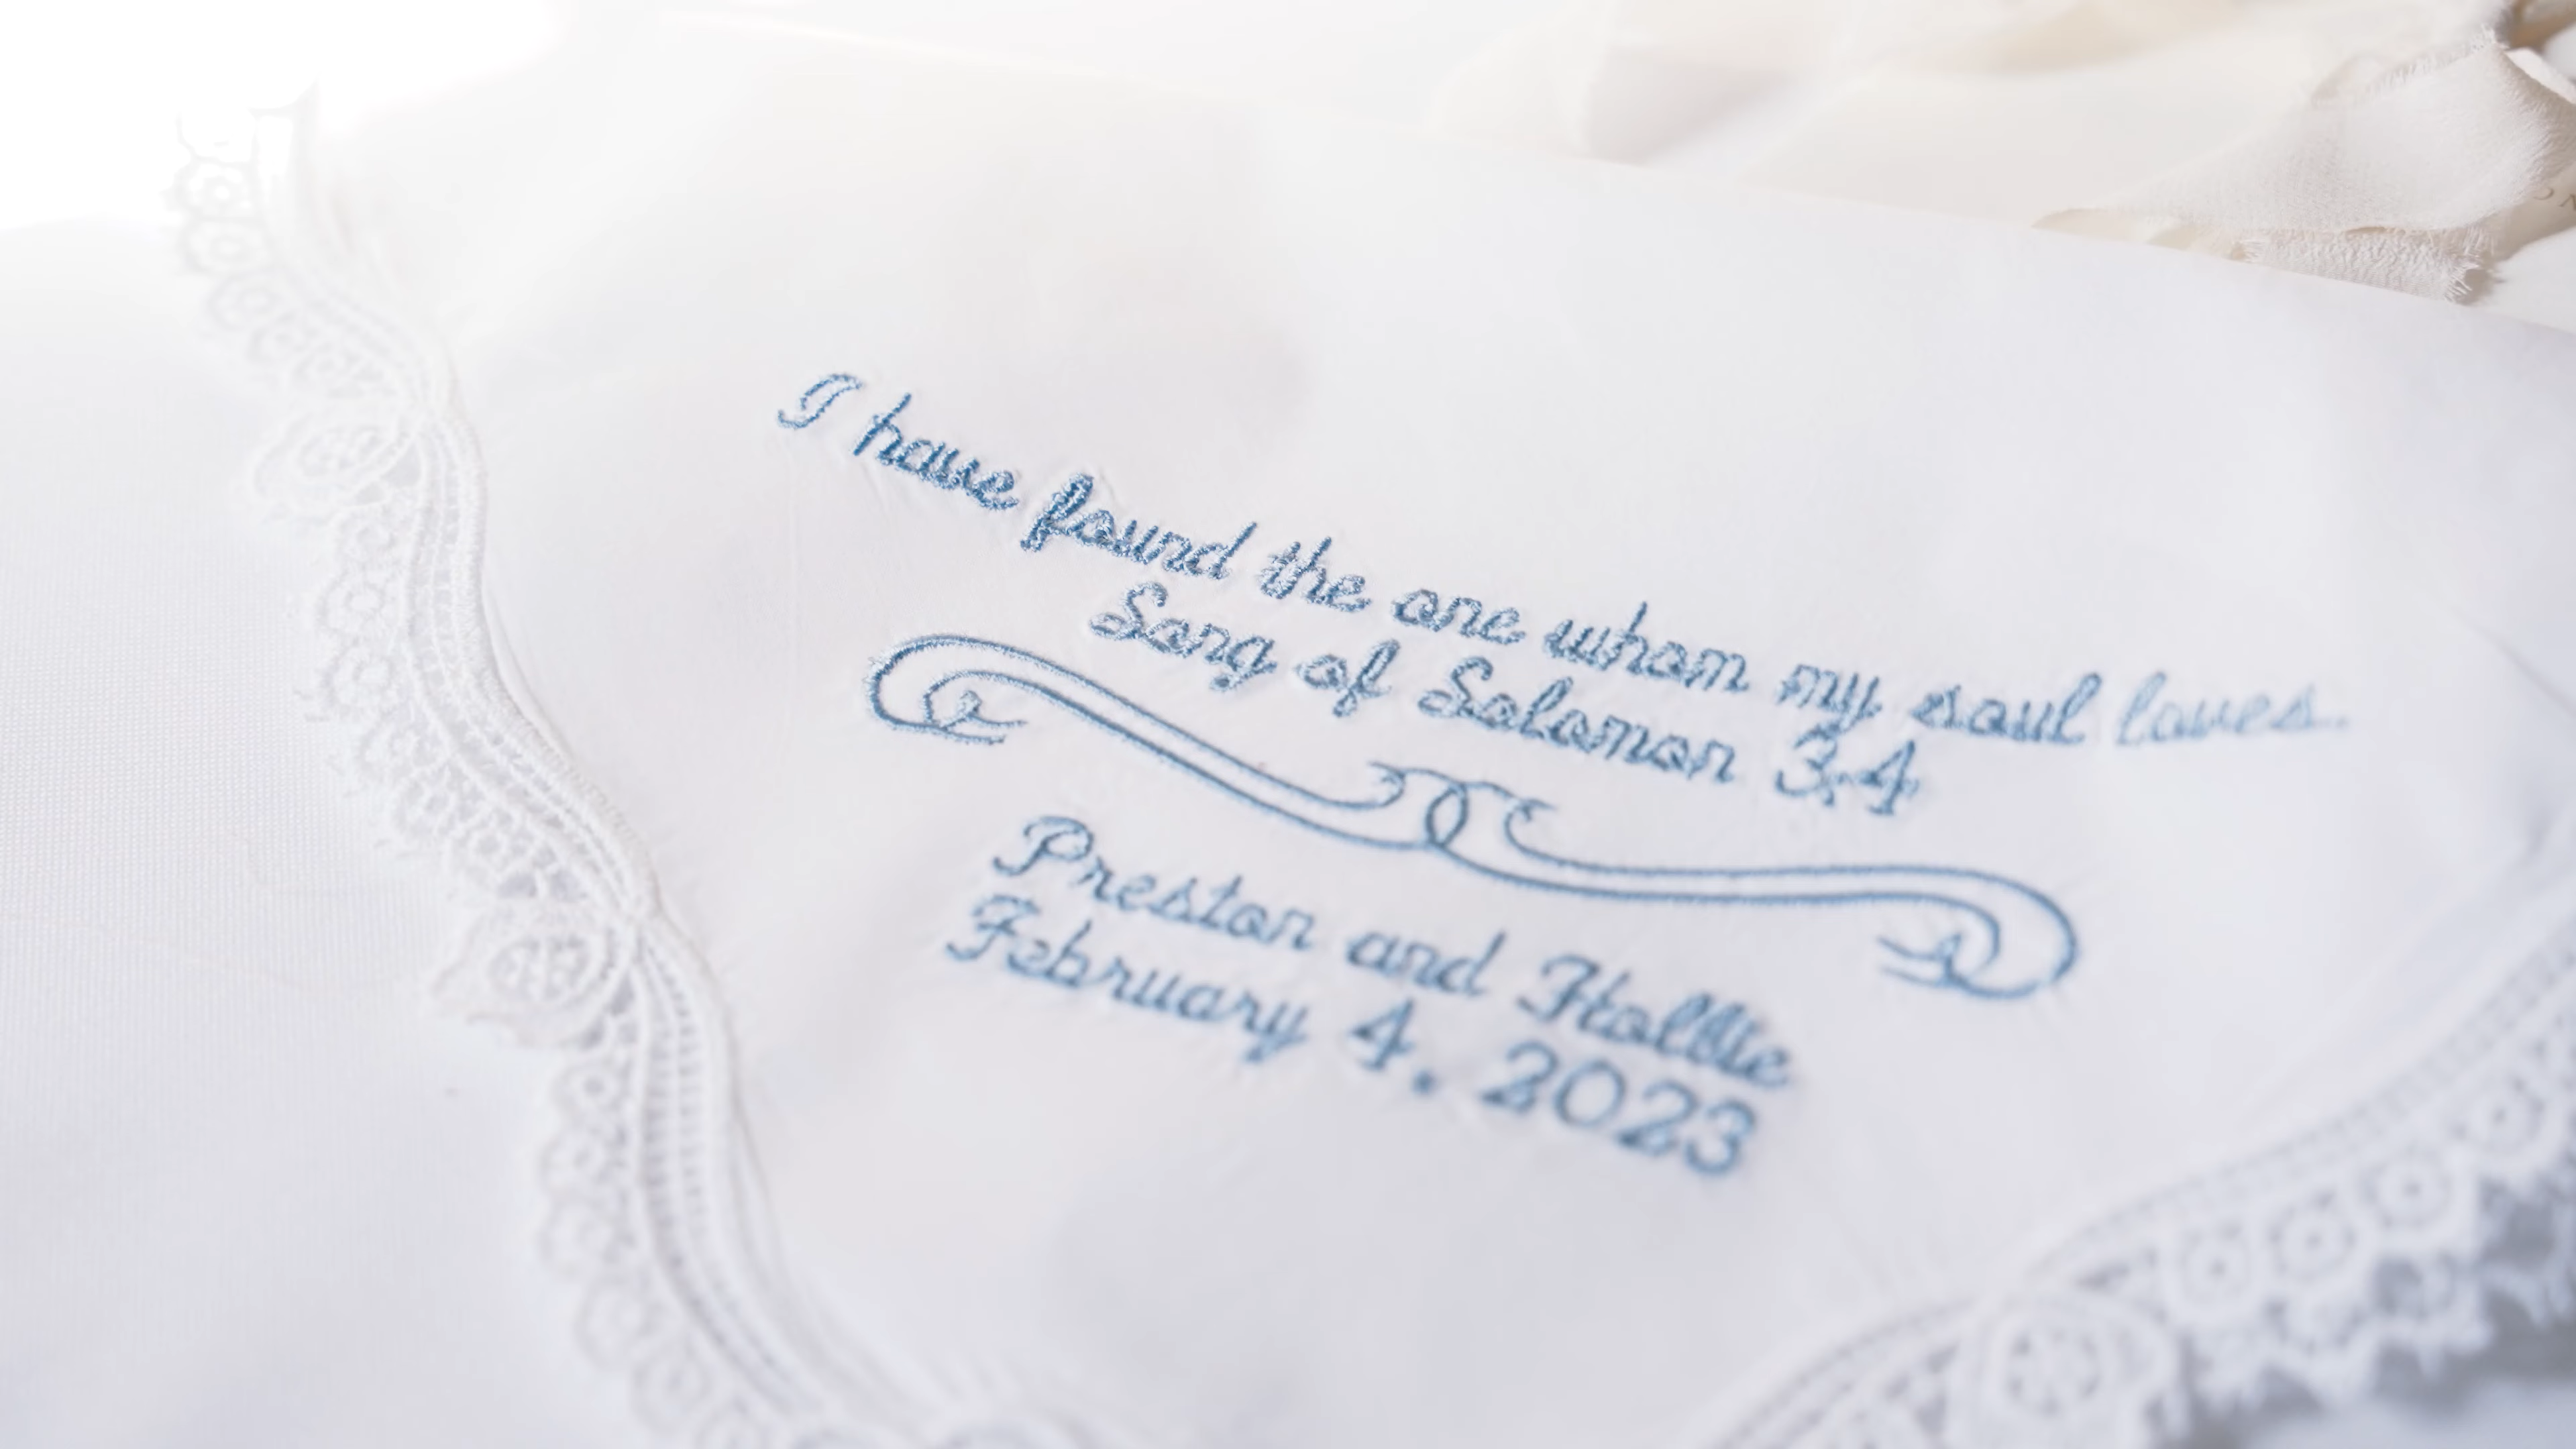 I have found the one whom my soul loves.
Song of Solomon 3:4
Preston and Hollie
February 4, 2023